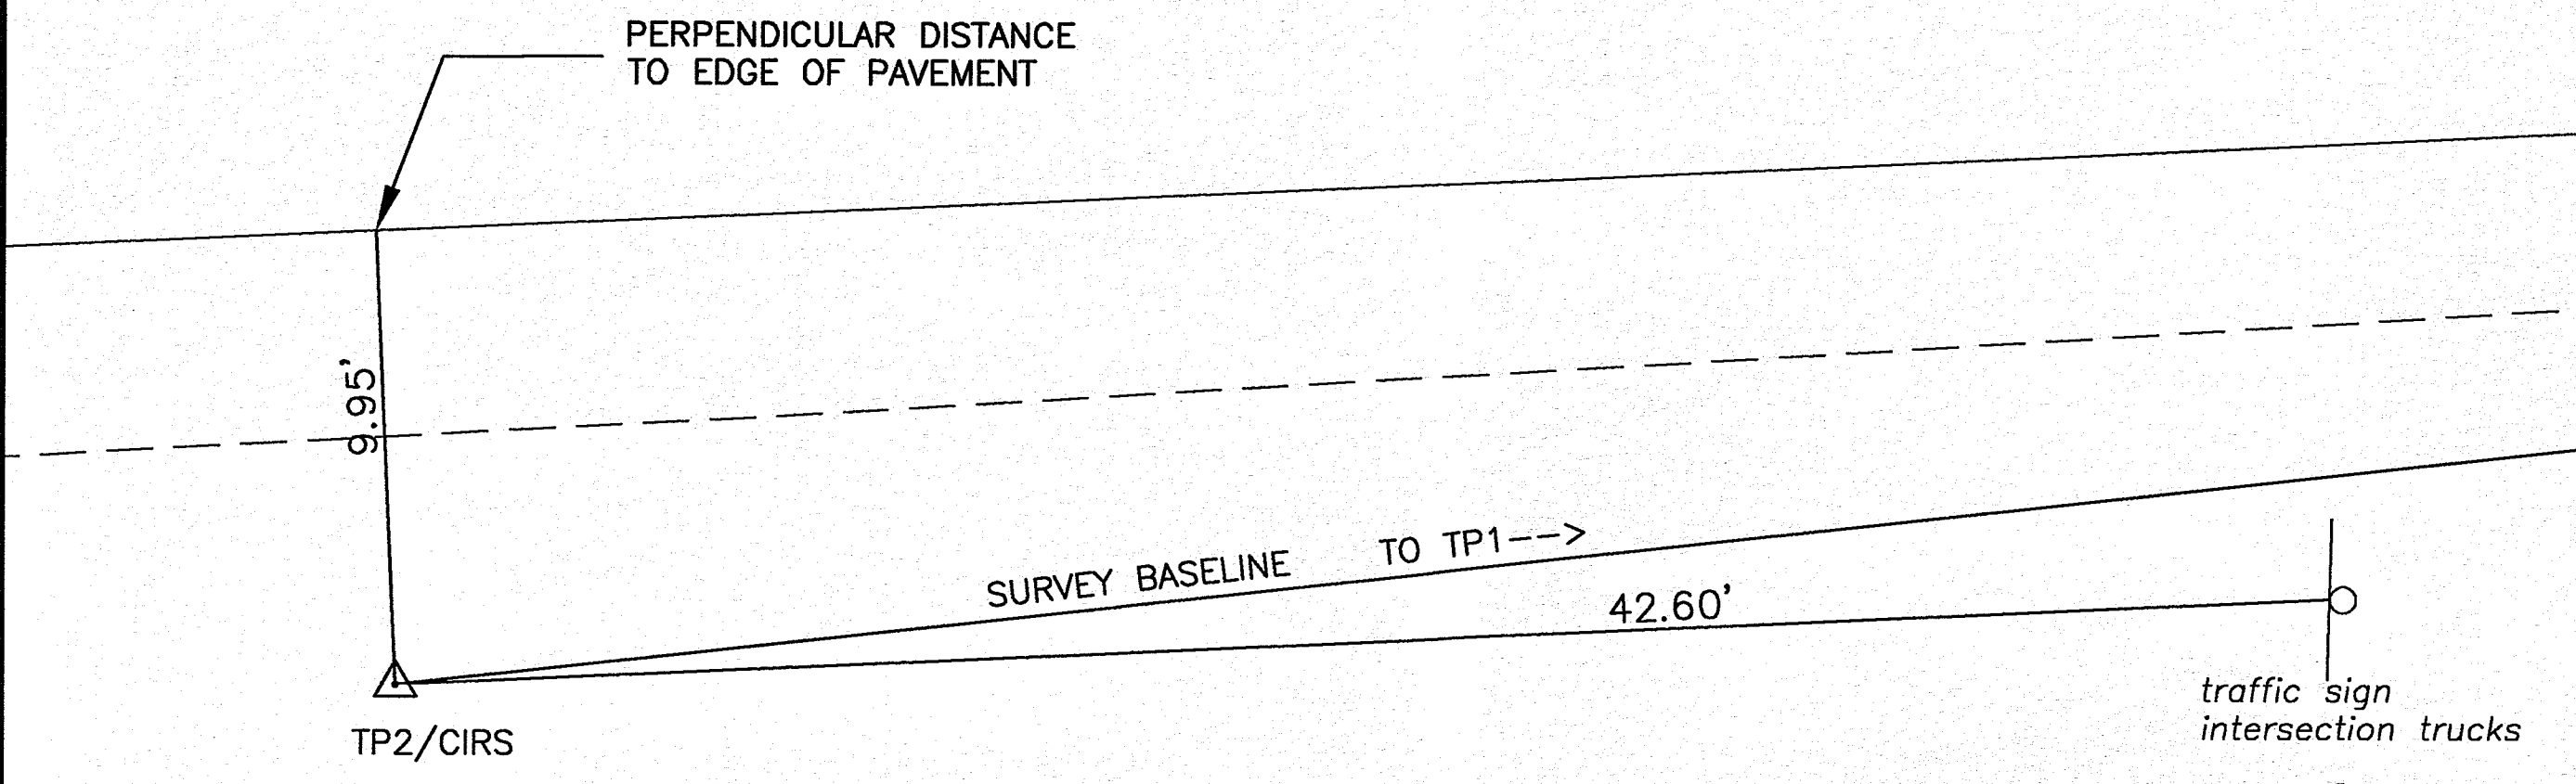 PERPENDICULAR DISTANCE
TO EDGE OF PAVEMENT
9.95'
SURVEY BASELINE TO TP1-->
42.60'
TP2/CIRS
traffic sign
intersection trucks